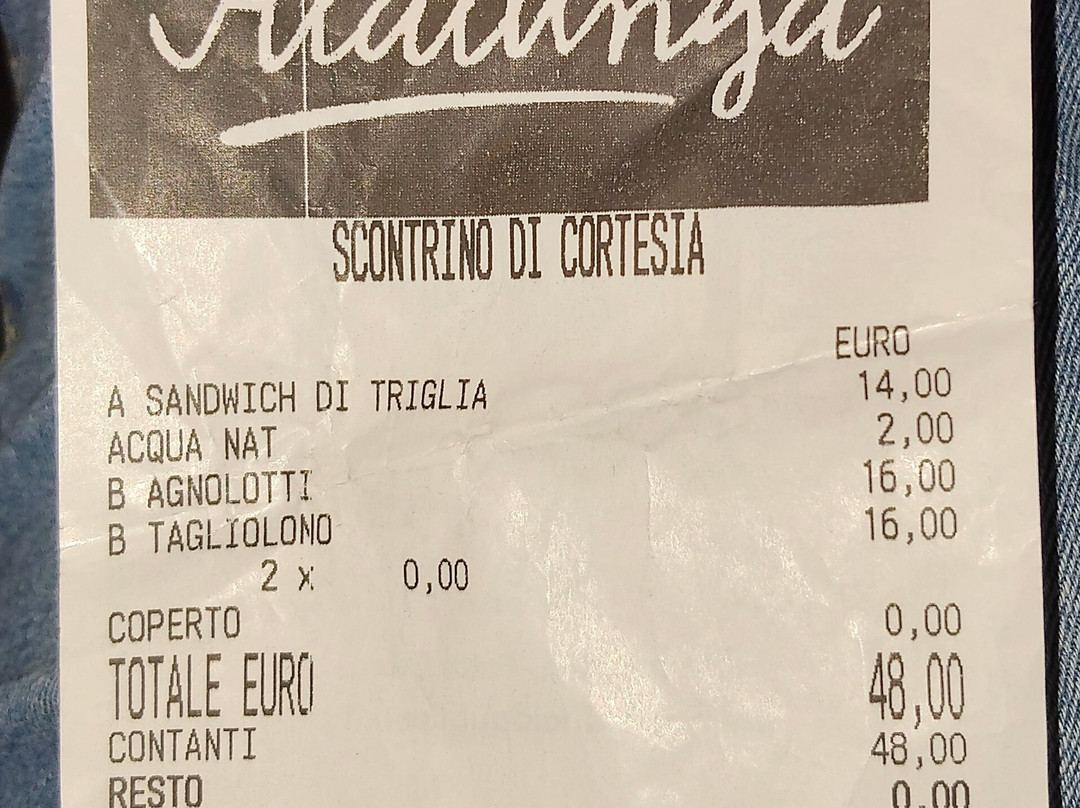 SCONTRINO DI CORTESIA
EURO
A SANDWICH DI TRIGLIA 14,00
ACQUA NAT 2,00
B AGNOLOTTI 16,00
B TAGLIOLONO 16,00
2 x 0,00
COPERTO 0,00
TOTALE EURO 48,00
CONTANTI 48,00
RESTO 0,00